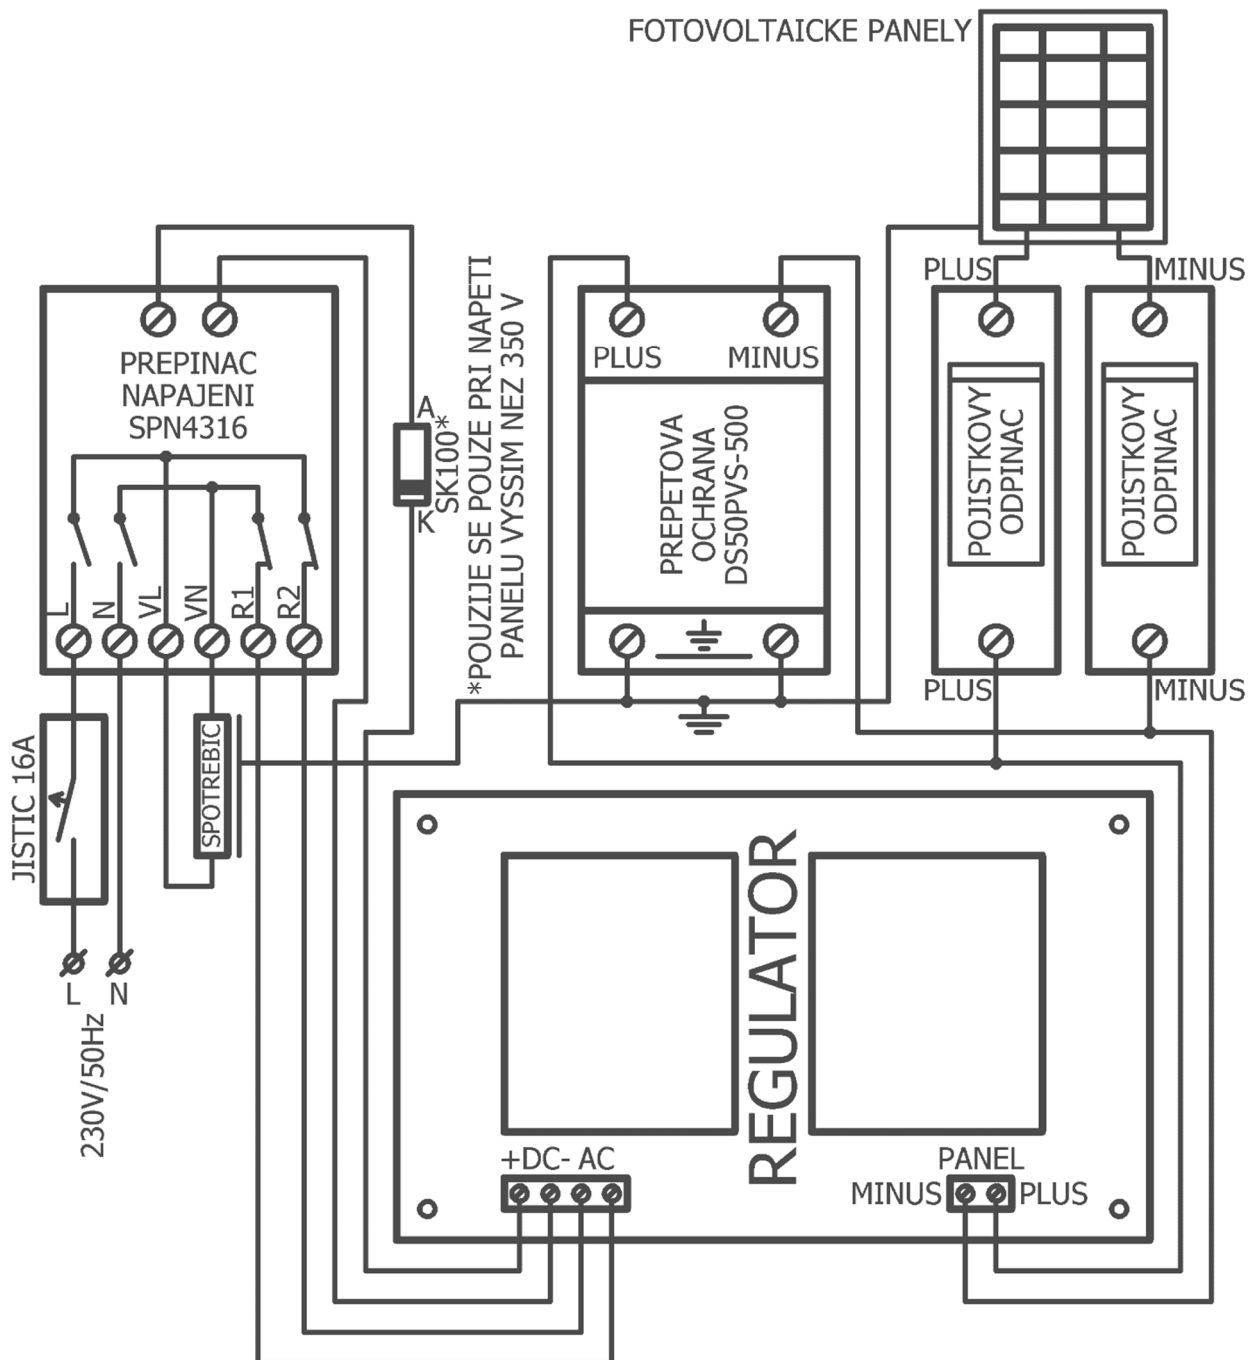 FOTOVOLTAICKE PANELY
PLUS
MINUS
PREPINAC
NAPAJENI
SPN4316
L
N
VL
VN
R1
R2
A
SK100*
K
*POUZIJE SE POUZE PRI NAPETI
PANELU VYSSIM NEZ 350 V
PLUS
MINUS
PREPETOVA
OCHRANA
DS50PVS-500
POJISTKOVY
ODPINAC
POJISTKOVY
ODPINAC
PLUS
MINUS
JISTIC 16A
SPOTREBIC
L
N
230V/50Hz
REGULATOR
+DC- AC
PANEL
MINUS
PLUS